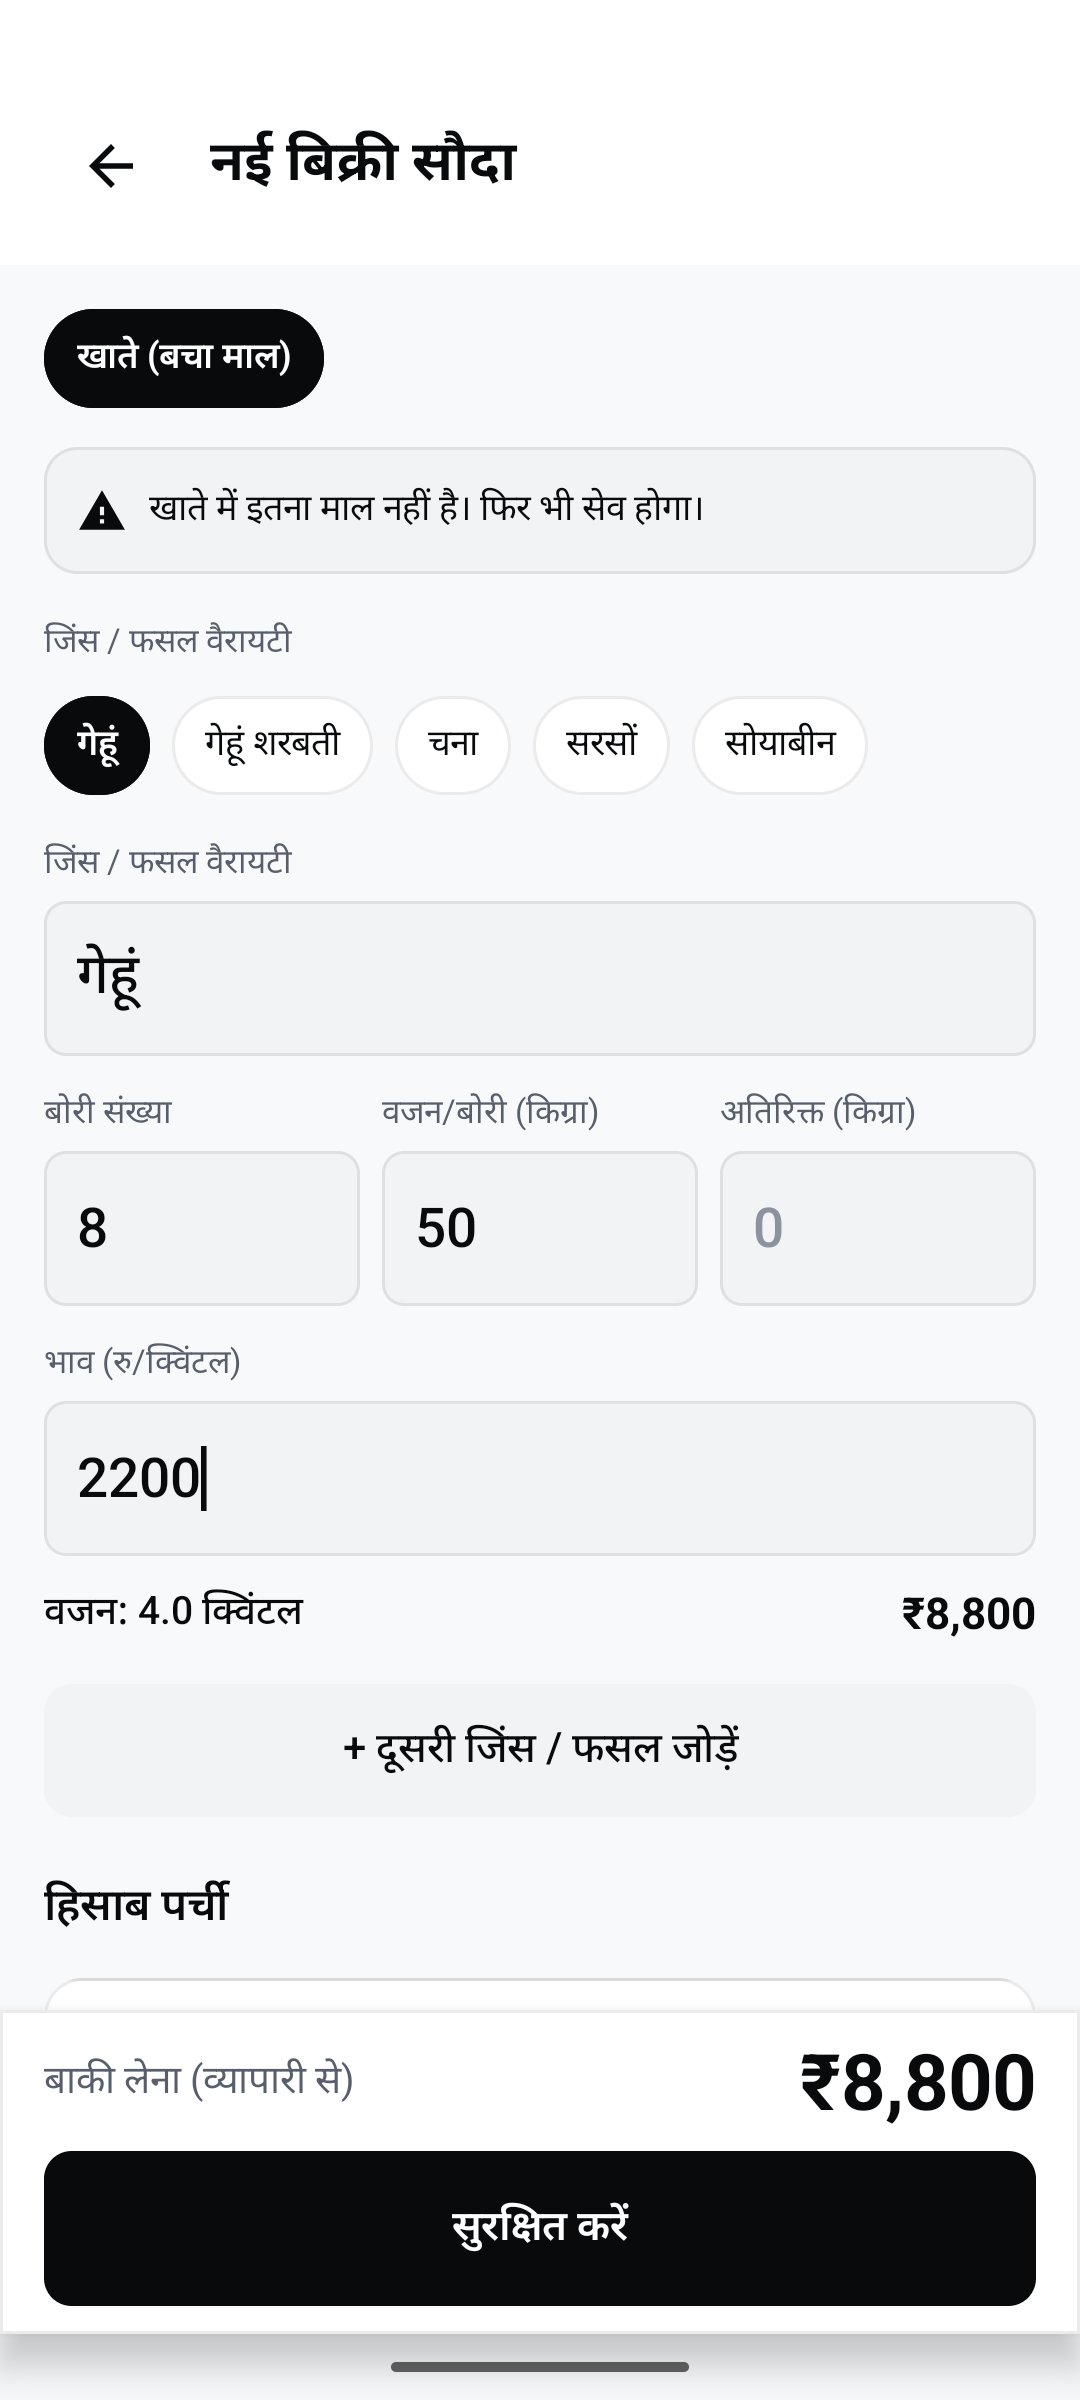 नई बिक्री सौदा
खाते (बचा माल)
खाते में इतना माल नहीं है। फिर भी सेव होगा।
जिंस / फसल वैरायटी
गेहूं गेहूं शरबती चना सरसों सोयाबीन
जिंस / फसल वैरायटी
गेहूं
बोरी संख्या वजन/बोरी (किग्रा) अतिरिक्त (किग्रा)
8 50 0
भाव (रु/क्विंटल)
2200
वजन: 4.0 क्विंटल ₹8,800
+ दूसरी जिंस / फसल जोड़ें
हिसाब पर्ची
बाकी लेना (व्यापारी से) ₹8,800
सुरक्षित करें